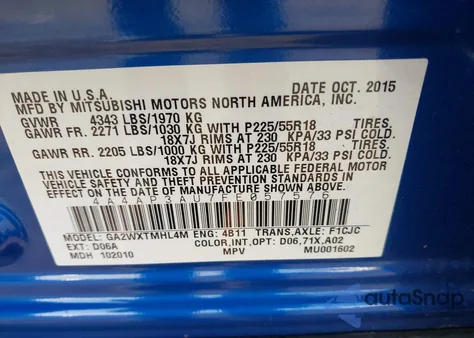 MADE IN U.S.A. DATE OCT. 2015
MFD BY MITSUBISHI MOTORS NORTH AMERICA, INC.
GVWR 4343 LBS/1970 KG
GAWR FR. 2271 LBS/1030 KG WITH P225/55R18 TIRES.
18X7J RIMS AT 230 KPA/33 PSI COLD.
GAWR RR. 2205 LBS/1000 KG WITH P225/55R18 TIRES.
18X7J RIMS AT 230 KPA/33 PSI COLD.
THIS VEHICLE CONFORMS TO ALL APPLICABLE
FEDERAL MOTOR VEHICLE SAFETY STANDARDS IN
EFFECT ON THE DATE OF MANUFACTURE SHOWN ABOVE.
4A4AP3AU7FE057576
MODEL: GA2WXTMHL4M ENG: 4B11 TRANS,AXLE: F1CJC
EXT: D06A COLOR,INT,OPT: D06,71X,A02
MDH 102010 MPV MU001602
autoSnap